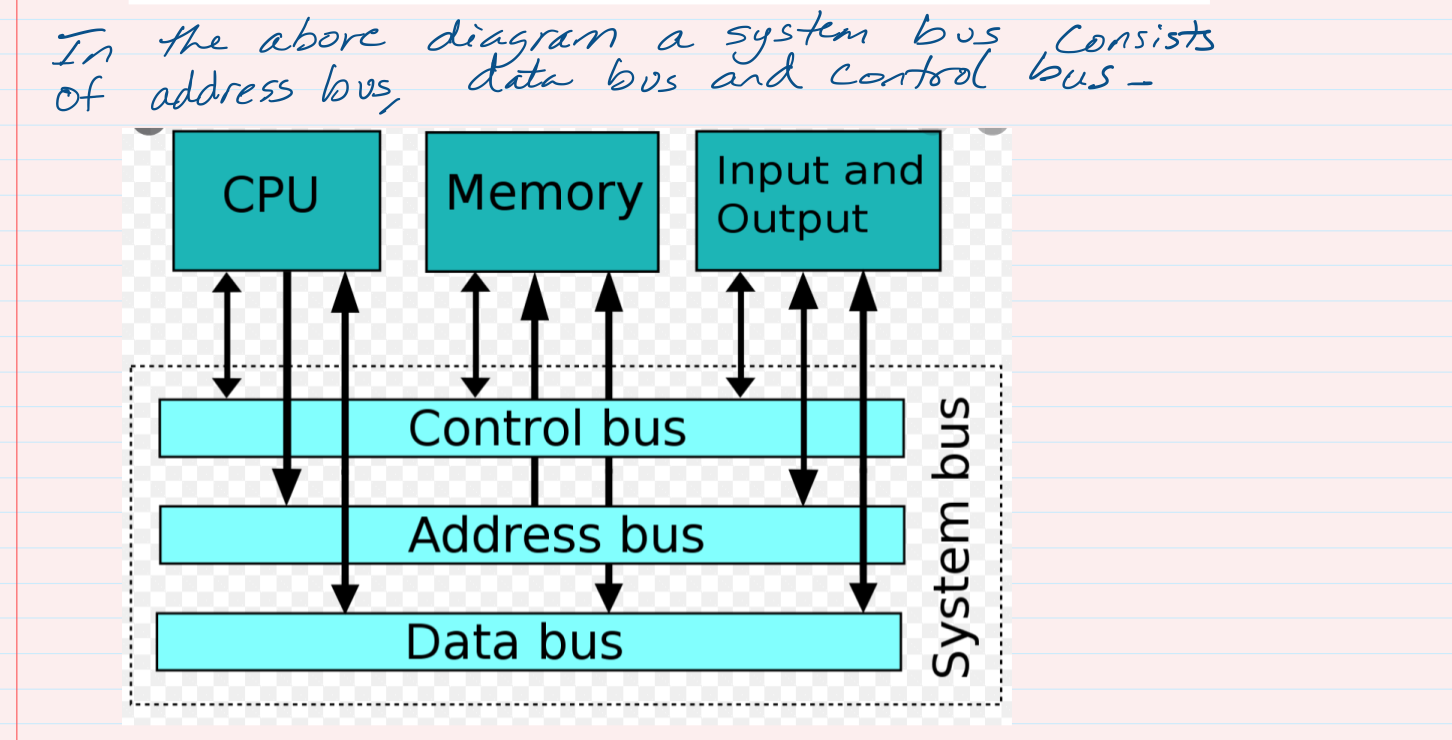 In the above diagram a system bus consists
of address bus, data bus and control bus-
CPU
Memory
Input and
Output
Control bus
Address bus
Data bus
System bus